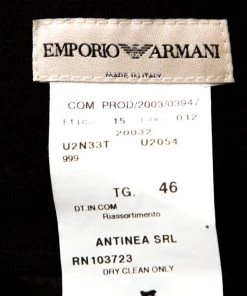 EMPORIO ARMANI
MADE IN ITALY
COM PROD/2003/0394/
Etic. 15 Lav. 012
20032
U2N33T U2054
999
TG. 46
DT.IN.COM
Riassortimento
ANTINEA SRL
RN103723
DRY CLEAN ONLY